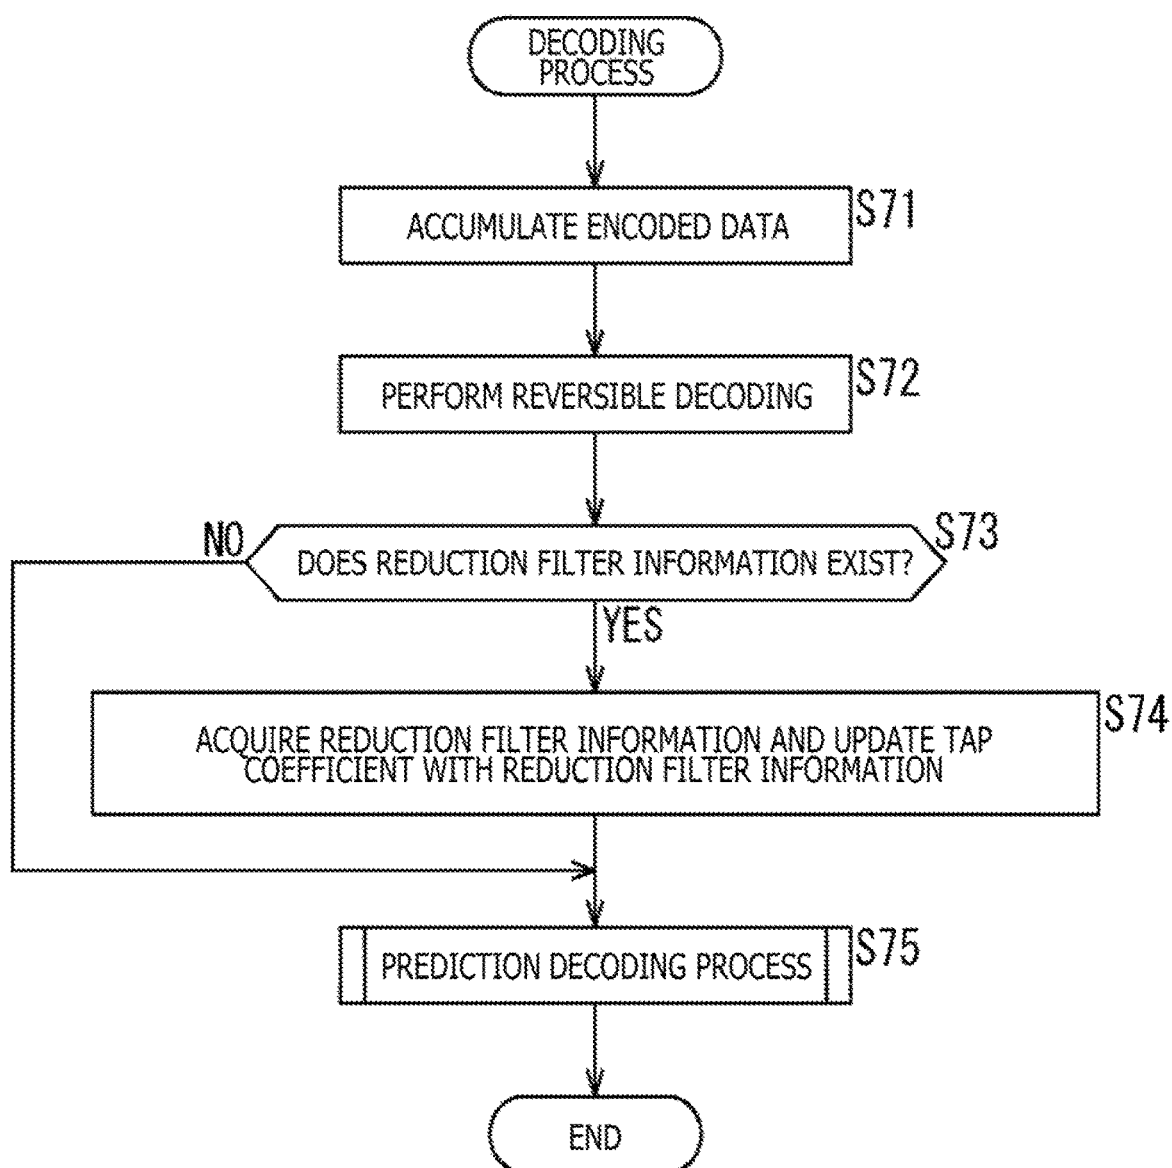 DECODING
PROCESS
ACCUMULATE ENCODED DATA
S71
PERFORM REVERSIBLE DECODING
S72
NO
DOES REDUCTION FILTER INFORMATION EXIST?
S73
YES
ACQUIRE REDUCTION FILTER INFORMATION AND UPDATE TAP
COEFFICIENT WITH REDUCTION FILTER INFORMATION
S74
PREDICTION DECODING PROCESS
S75
END